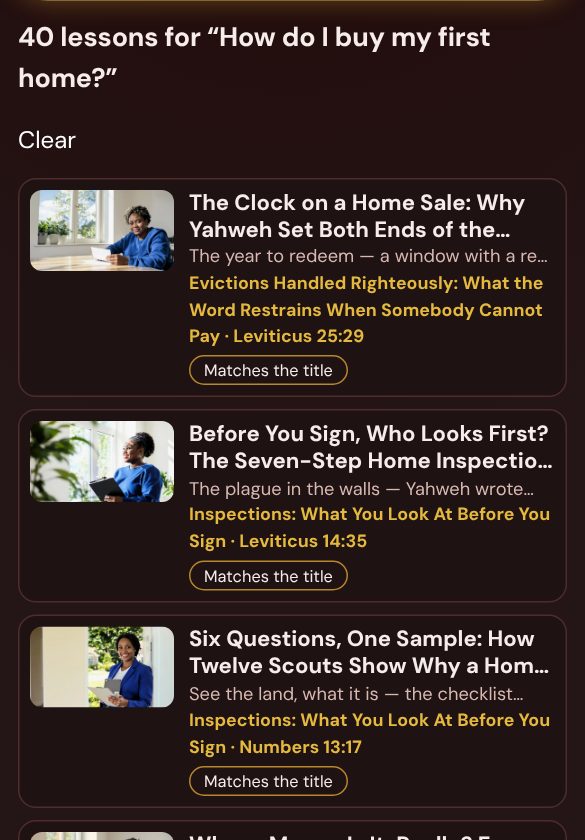 40 lessons for “How do I buy my first
home?”
Clear
The Clock on a Home Sale: Why
Yahweh Set Both Ends of the…
The year to redeem — a window with a re…
Evictions Handled Righteously: What the
Word Restrains When Somebody Cannot
Pay · Leviticus 25:29
Matches the title
Before You Sign, Who Looks First?
The Seven-Step Home Inspectio…
The plague in the walls — Yahweh wrote…
Inspections: What You Look At Before You
Sign · Leviticus 14:35
Matches the title
Six Questions, One Sample: How
Twelve Scouts Show Why a Hom…
See the land, what it is — the checklist…
Inspections: What You Look At Before You
Sign · Numbers 13:17
Matches the title